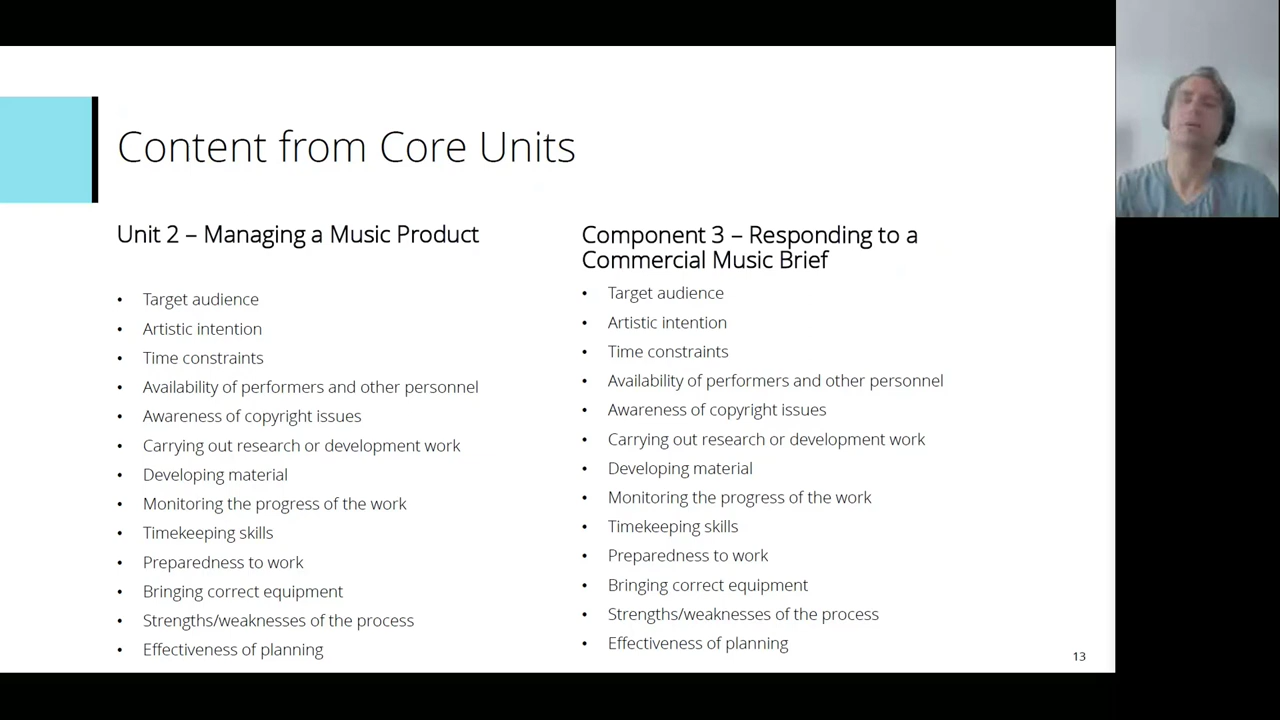 Content from Core Units
Unit 2 – Managing a Music Product
• Target audience
• Artistic intention
• Time constraints
• Availability of performers and other personnel
• Awareness of copyright issues
• Carrying out research or development work
• Developing material
• Monitoring the progress of the work
• Timekeeping skills
• Preparedness to work
• Bringing correct equipment
• Strengths/weaknesses of the process
• Effectiveness of planning
Component 3 – Responding to a
Commercial Music Brief
• Target audience
• Artistic intention
• Time constraints
• Availability of performers and other personnel
• Awareness of copyright issues
• Carrying out research or development work
• Developing material
• Monitoring the progress of the work
• Timekeeping skills
• Preparedness to work
• Bringing correct equipment
• Strengths/weaknesses of the process
• Effectiveness of planning
13